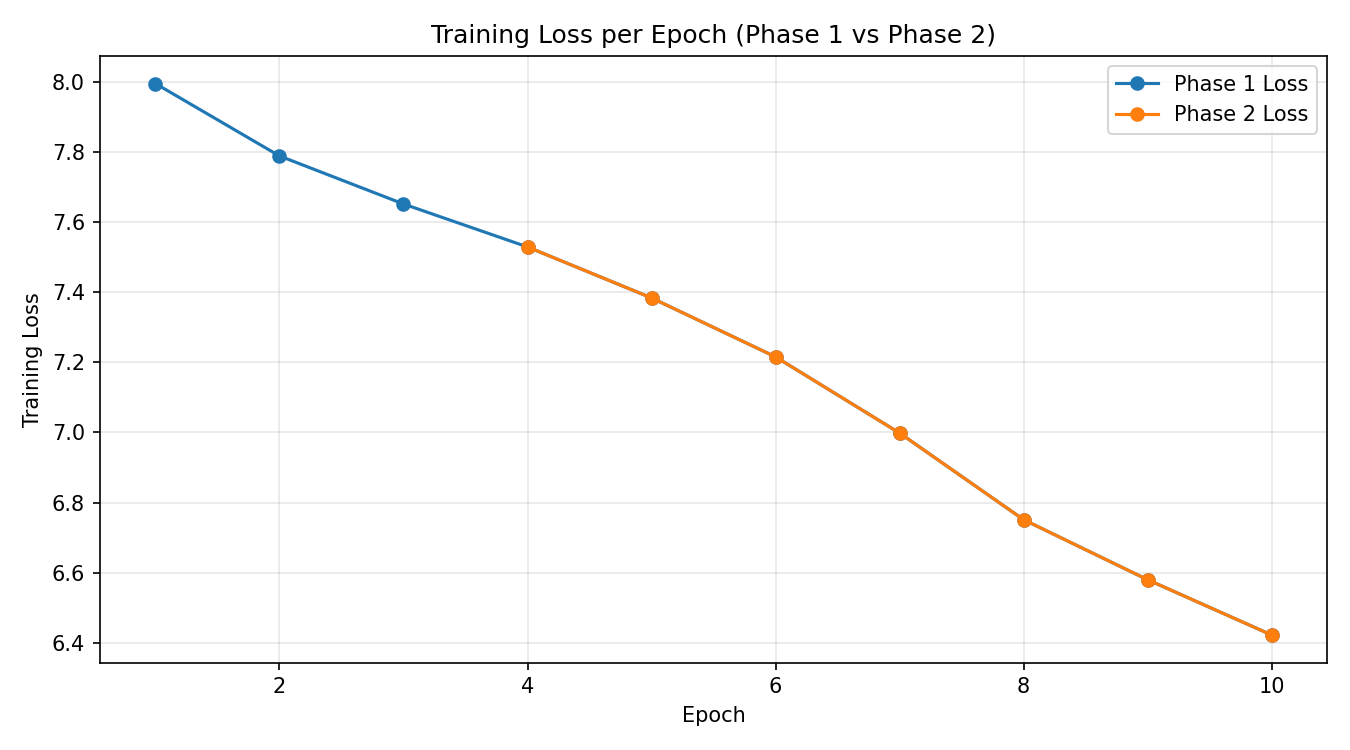 Training Loss per Epoch (Phase 1 vs Phase 2)
Phase 1 Loss
Phase 2 Loss
Training Loss
8.0
7.8
7.6
7.4
7.2
7.0
6.8
6.6
6.4
2
4
6
8
10
Epoch